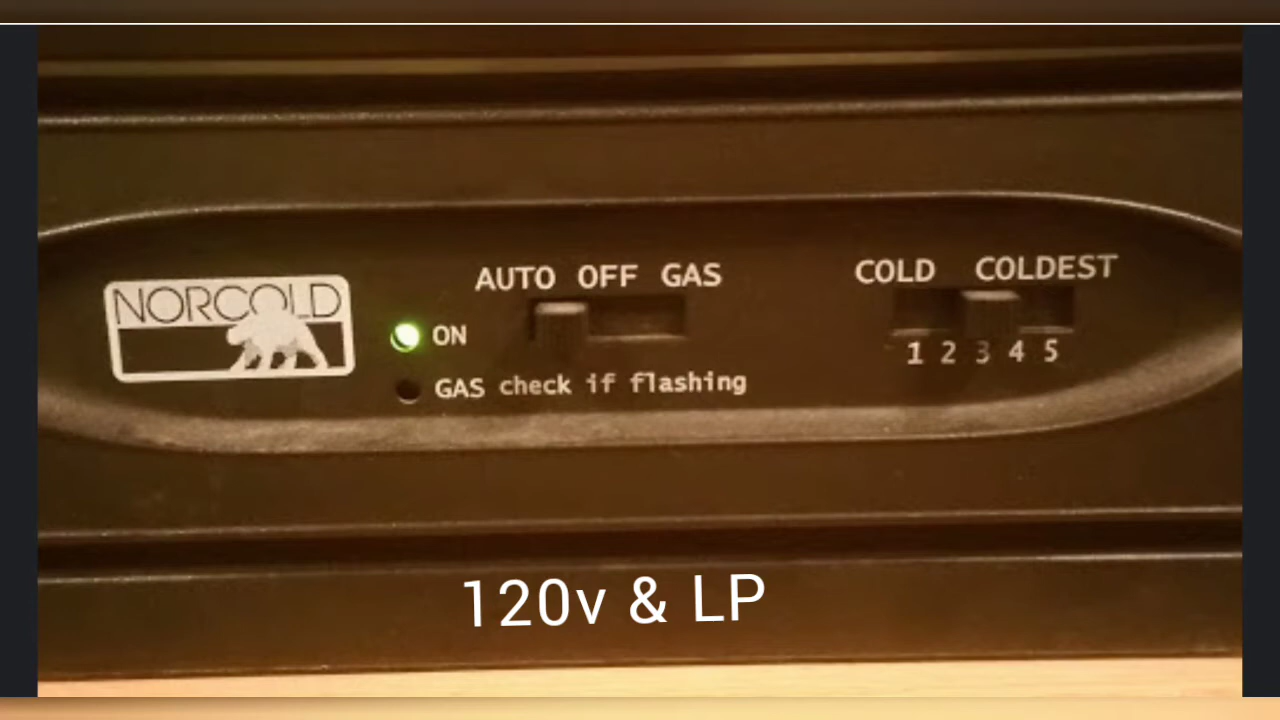 NORCOLD
AUTO OFF GAS
ON
GAS check if flashing
COLD COLDEST
1 2 3 4 5
120v & LP